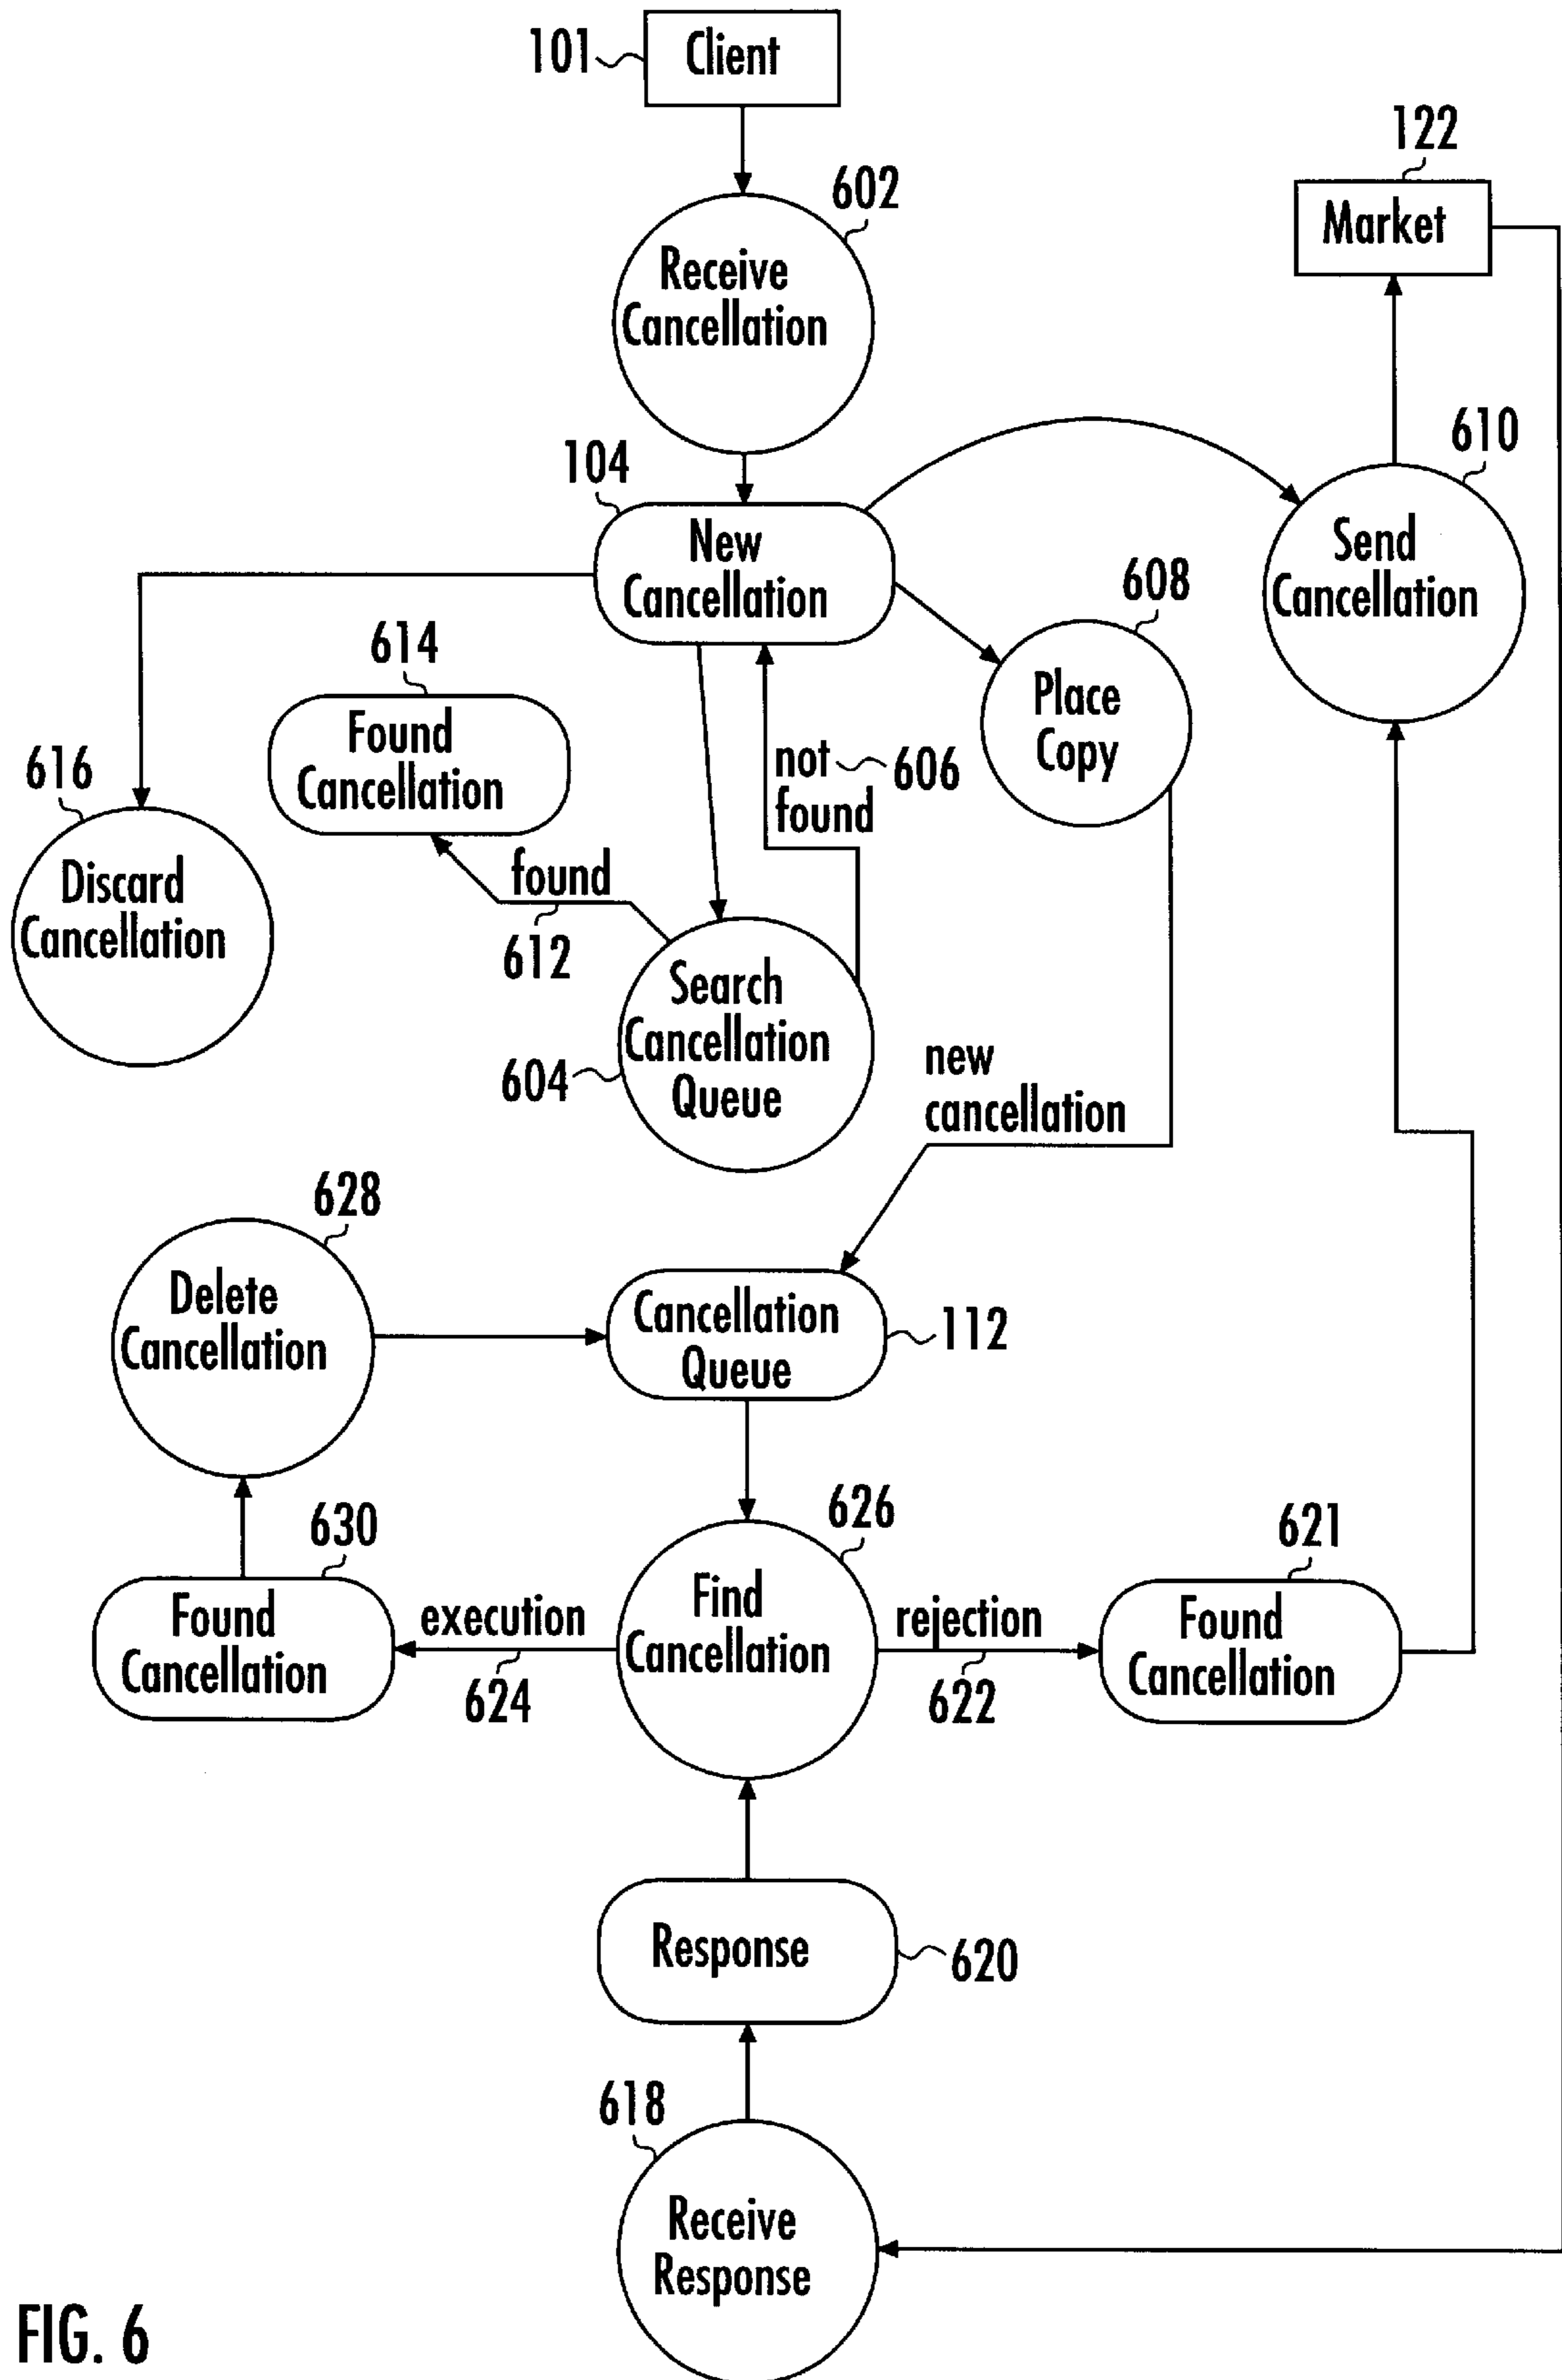 101
Client
122
Market
602
Receive
Cancellation
104
New
Cancellation
610
Send
Cancellation
608
Place
Copy
614
Found
Cancellation
not
found
606
616
Discard
Cancellation
found
612
Search
Cancellation
Queue
604
new
cancellation
628
Delete
Cancellation
Cancellation
Queue
112
630
Found
Cancellation
execution
624
626
Find
Cancellation
rejection
622
621
Found
Cancellation
Response
620
618
Receive
Response
FIG. 6